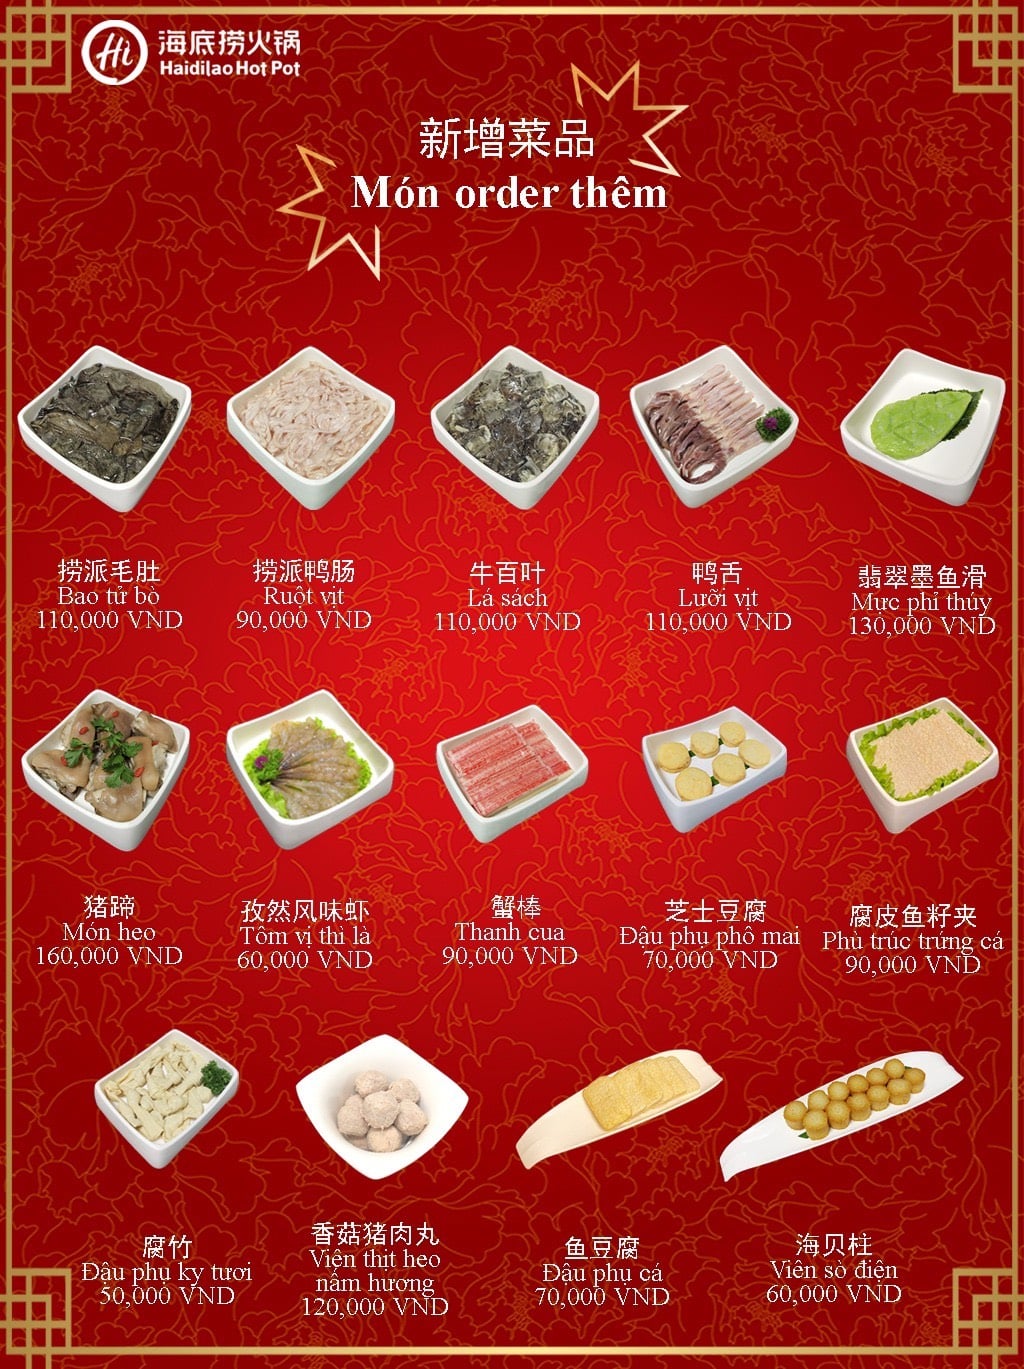 Hi 海底捞火锅
Haidilao Hot Pot
新增菜品
Món order thêm
捞派毛肚
Bao tử bò
110,000 VND
捞派鸭肠
Ruột vịt
90,000 VND
牛百叶
Lá sách
110,000 VND
鸭舌
Lưỡi vịt
110,000 VND
翡翠墨鱼滑
Mực phỉ thúy
130,000 VND
猪蹄
Món heo
160,000 VND
孜然风味虾
Tôm vị thì là
60,000 VND
蟹棒
Thanh cua
90,000 VND
芝士豆腐
Đậu phụ phô mai
70,000 VND
腐皮鱼籽夹
Phù trúc trứng cá
90,000 VND
腐竹
Đậu phụ ky tươi
50,000 VND
香菇猪肉丸
Viện thịt heo
nấm hương
120,000 VND
鱼豆腐
Đậu phụ cá
70,000 VND
海贝柱
Viên sò điện
60,000 VND